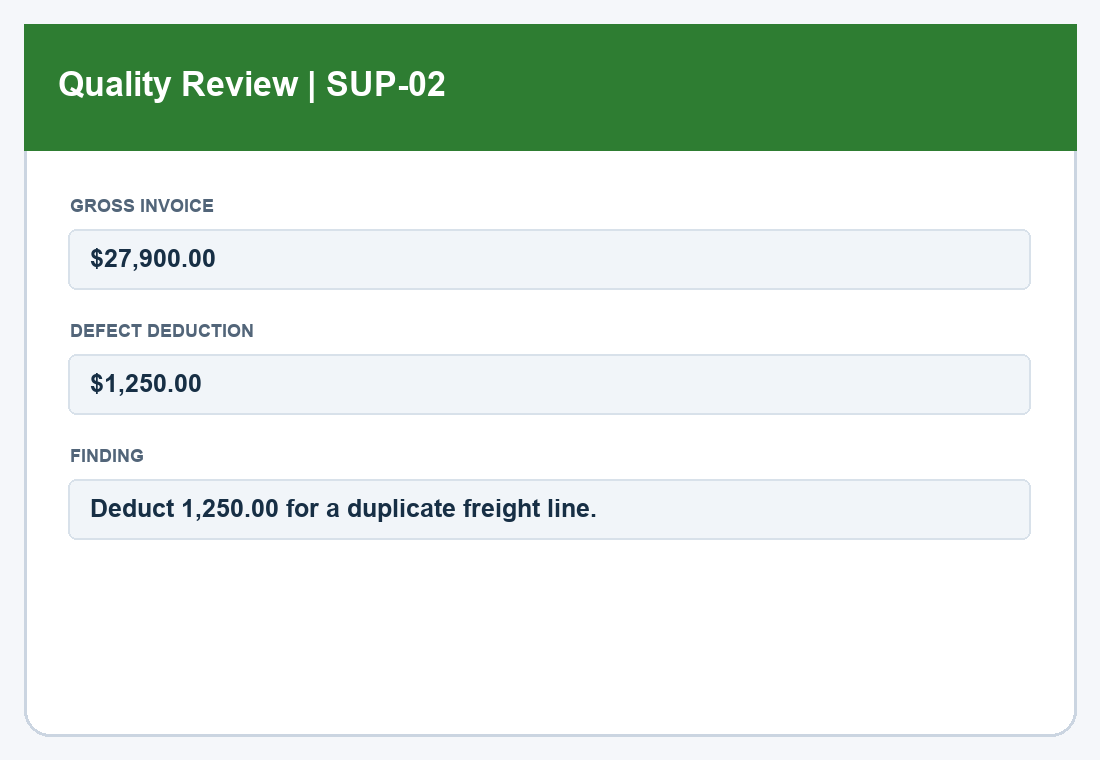 Quality Review | SUP-02
GROSS INVOICE
$27,900.00
DEFECT DEDUCTION
$1,250.00
FINDING
Deduct 1,250.00 for a duplicate freight line.